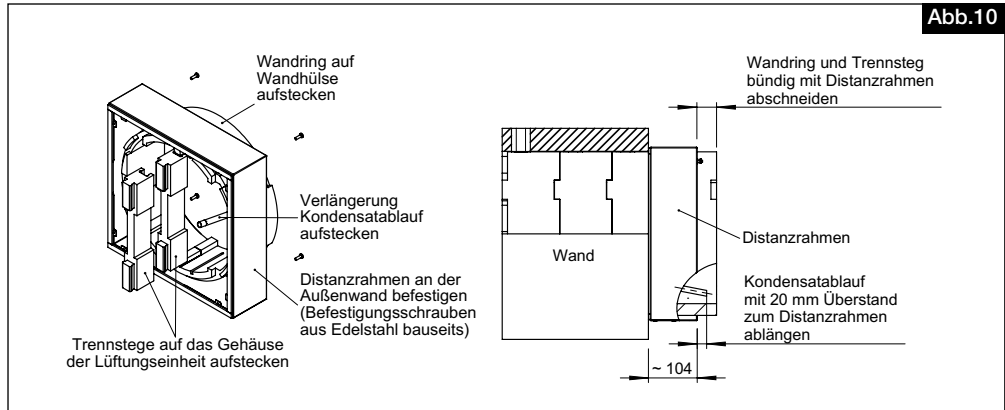 Abb.10
Wandring auf
Wandhülse
aufstecken
Verlängerung
Kondensatablauf
aufstecken
Distanzrahmen an der
Außenwand befestigen
(Befestigungsschrauben
aus Edelstahl bauseits)
Trennstege auf das Gehäuse
der Lüftungseinheit aufstecken
Wandring und Trennsteg
bündig mit Distanzrahmen
abschneiden
Wand
Distanzrahmen
Kondensatablauf
mit 20 mm Überstand
zum Distanzrahmen
ablängen
~ 104